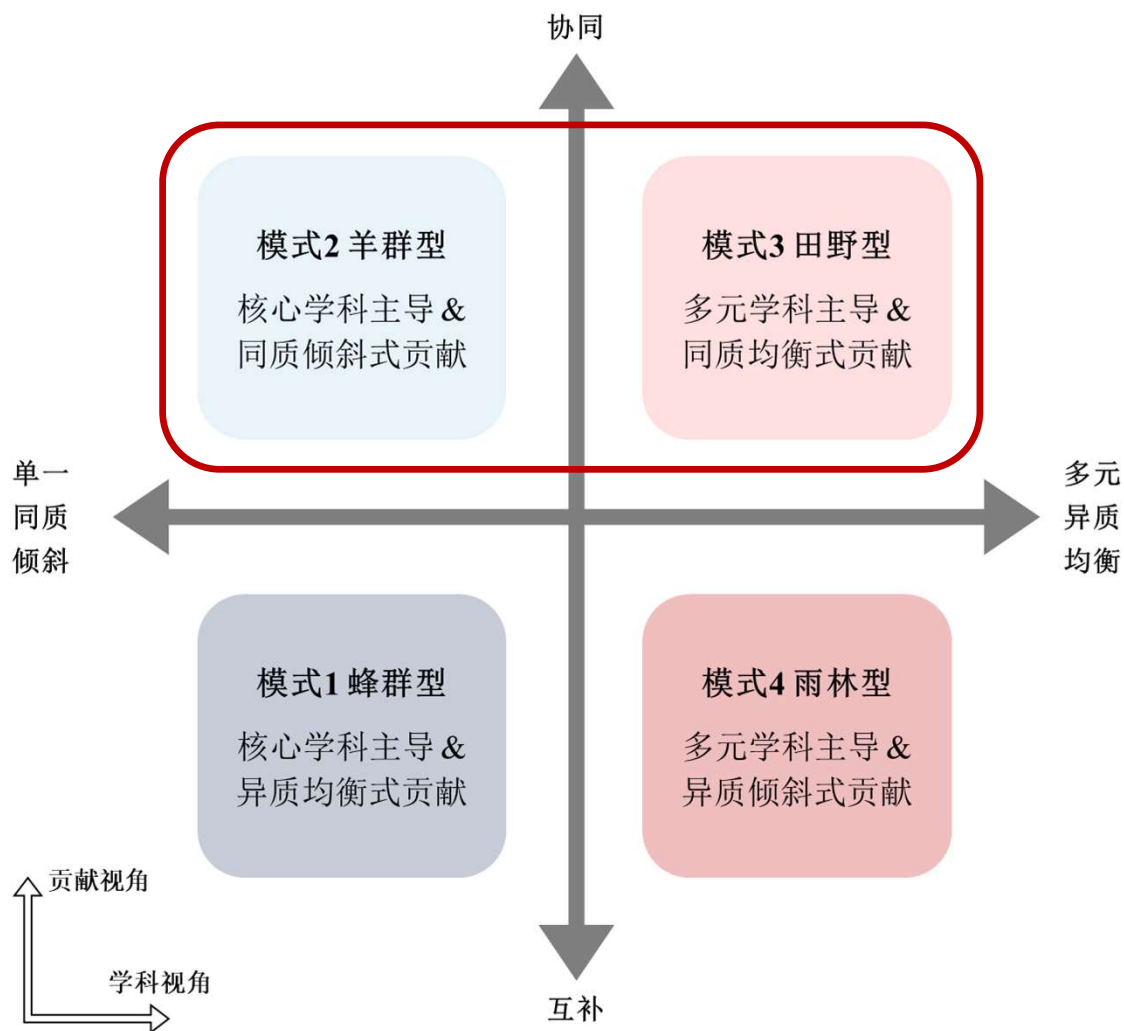 协同
模式2 羊群型
核心学科主导 &
同质倾斜式贡献
模式3 田野型
多元学科主导 &
同质均衡式贡献
单一
同质
倾斜
多元
异质
均衡
模式1 蜂群型
核心学科主导 &
异质均衡式贡献
模式4 雨林型
多元学科主导 &
异质倾斜式贡献
贡献视角
学科视角
互补